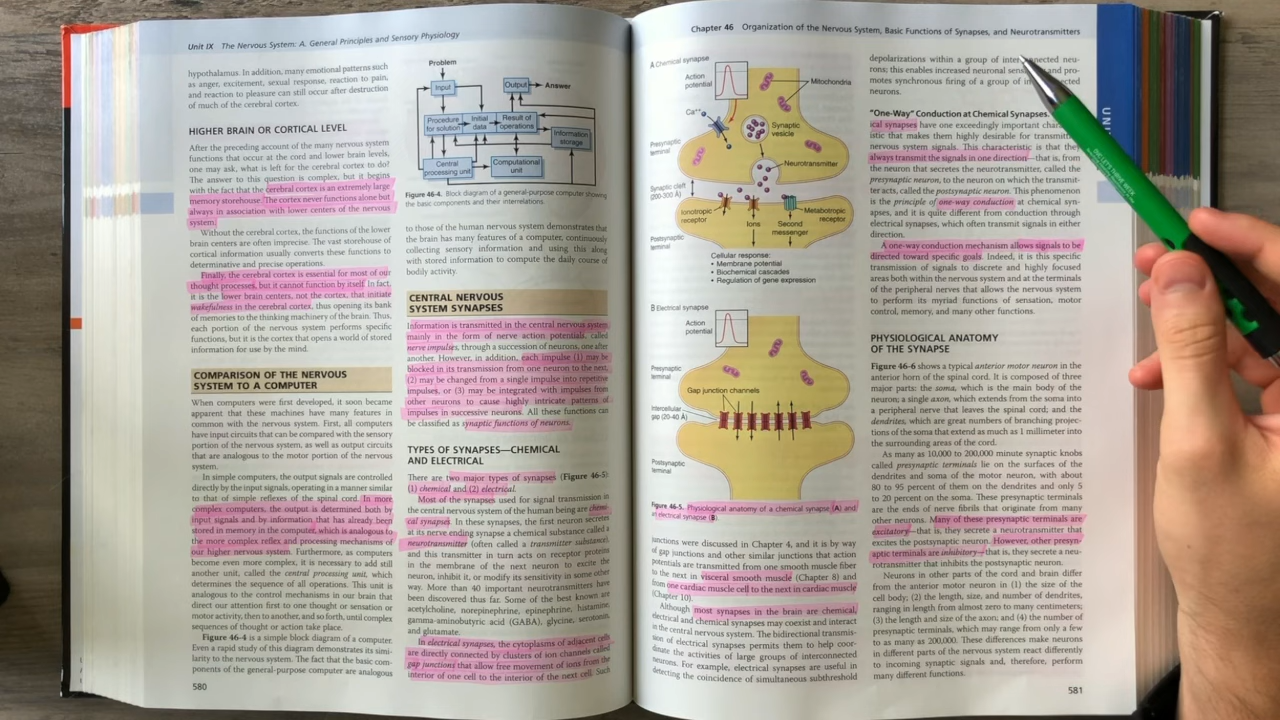 Unit IX The Nervous System: A. General Principles and Sensory Physiology
hypothalamus. In addition, many emotional patterns such
as anger, excitement, sexual response, reaction to pain,
and reaction to pleasure can still occur after destruction
of much of the cerebral cortex.
HIGHER BRAIN OR CORTICAL LEVEL
After the preceding account of the many nervous system
functions that occur at the cord and lower brain levels,
one may ask, what is left for the cerebral cortex to do?
The answer to this question is complex, but it begins
with the fact that the cerebral cortex is an extremely large
memory storehouse. The cortex never functions alone but
always in association with lower centers of the nervous
system.
Without the cerebral cortex, the functions of the lower
brain centers are often imprecise. The vast storehouse of
cortical information usually converts these functions to
determinative and precise operations.
Finally, the cerebral cortex is essential for most of our
thought processes, but it cannot function by itself. In fact,
it is the lower brain centers, not the cortex, that initiate
wakefulness in the cerebral cortex, thus opening its bank
of memories to the thinking machinery of the brain. Thus,
each portion of the nervous system performs specific
functions, but it is the cortex that opens a world of stored
information for use by the mind.
COMPARISON OF THE NERVOUS
SYSTEM TO A COMPUTER
When computers were first developed, it soon became
apparent that these machines have many features in
common with the nervous system. First, all computers
have input circuits that can be compared with the sensory
portion of the nervous system, as well as output circuits
that are analogous to the motor portion of the nervous
system.
In simple computers, the output signals are controlled
directly by the input signals, operating in a manner similar
to that of simple reflexes of the spinal cord. In more
complex computers, the output is determined both by
input signals and by information that has already been
stored in memory in the computer, which is analogous to
the more complex reflex and processing mechanisms of
our higher nervous system. Furthermore, as computers
become even more complex, it is necessary to add still
another unit, called the central processing unit, which
determines the sequence of all operations. This unit is
analogous to the control mechanisms in our brain that
direct our attention first to one thought or sensation or
motor activity, then to another, and so forth, until complex
sequences of thought or action take place.
Figure 46-4 is a simple block diagram of a computer.
Even a rapid study of this diagram demonstrates its simi-
larity to the nervous system. The fact that the basic com-
ponents of the general-purpose computer are analogous
580
Problem
Input
Output
Answer
Procedure
for solution
Initial
data
Result of
operations
Information
storage
Central
processing unit
Computational
unit
Figure 46-4. Block diagram of a general-purpose computer showing
the basic components and their interrelations.
to those of the human nervous system demonstrates that
the brain has many features of a computer, continuously
collecting sensory information and using this along
with stored information to compute the daily course of
bodily activity.
CENTRAL NERVOUS
SYSTEM SYNAPSES
Information is transmitted in the central nervous system
mainly in the form of nerve action potentials, called
nerve impulses, through a succession of neurons, one after
another. However, in addition, each impulse (1) may be
blocked in its transmission from one neuron to the next,
(2) may be changed from a single impulse into repetitive
impulses, or (3) may be integrated with impulses from
other neurons to cause highly intricate patterns of
impulses in successive neurons. All these functions can
be classified as synaptic functions of neurons.
TYPES OF SYNAPSES—CHEMICAL
AND ELECTRICAL
There are two major types of synapses (Figure 46-5):
(1) chemical and (2) electrical.
Most of the synapses used for signal transmission in
the central nervous system of the human being are chemi-
cal synapses. In these synapses, the first neuron secretes
at its nerve ending synapse a chemical substance called a
neurotransmitter (often called a transmitter substance),
and this transmitter in turn acts on receptor proteins
in the membrane of the next neuron to excite the
neuron, inhibit it, or modify its sensitivity in some other
way. More than 40 important neurotransmitters have
been discovered thus far. Some of the best known are
acetylcholine, norepinephrine, epinephrine, histamine,
gamma-aminobutyric acid (GABA), glycine, serotonin,
and glutamate.
In electrical synapses, the cytoplasms of adjacent cells
are directly connected by clusters of ion channels called
gap junctions that allow free movement of ions from the
interior of one cell to the interior of the next cell. Such
Chapter 46 Organization of the Nervous System, Basic Functions of Synapses, and Neurotransmitters
A Chemical synapse
Action
potential
Mitochondria
Ca++
Synaptic
vesicle
Presynaptic
terminal
Neurotransmitter
Synaptic cleft
(200-300 Å)
Ionotropic
receptor
Metabotropic
receptor
Ions
Second
messenger
Postsynaptic
terminal
Cellular response:
• Membrane potential
• Biochemical cascades
• Regulation of gene expression
B Electrical synapse
Action
potential
Presynaptic
terminal
Gap junction channels
Intercellular
gap (20-40 Å)
Postsynaptic
terminal
Figure 46-5. Physiological anatomy of a chemical synapse (A) and
an electrical synapse (B).
junctions were discussed in Chapter 4, and it is by way
of gap junctions and other similar junctions that action
potentials are transmitted from one smooth muscle fiber
to the next in visceral smooth muscle (Chapter 8) and
from one cardiac muscle cell to the next in cardiac muscle
(Chapter 10).
Although most synapses in the brain are chemical,
electrical and chemical synapses may coexist and interact
in the central nervous system. The bidirectional transmis-
sion of electrical synapses permits them to help coor-
dinate the activities of large groups of interconnected
neurons. For example, electrical synapses are useful in
detecting the coincidence of simultaneous subthreshold
depolarizations within a group of interconnected neu-
rons; this enables increased neuronal and pro-
motes synchronous firing of a group of
neurons.
"One-Way" Conduction at Chemical Synapses.
ical synapses have one exceedingly important
istic that makes them highly desirable for
nervous system signals. This characteristic is that they
always transmit the signals in one direction—that is, from
the neuron that secretes the neurotransmitter, called the
presynaptic neuron, to the neuron on which the transmit-
ter acts, called the postsynaptic neuron. This phenomenon
is the principle of one-way conduction at chemical syn-
apses, and it is quite different from conduction through
electrical synapses, which often transmit signals in either
direction.
A one-way conduction mechanism allows signals to be
directed toward specific goals. Indeed, it is this specific
transmission of signals to discrete and highly focused
areas both within the nervous system and at the terminals
of the peripheral nerves that allows the nervous system
to perform its myriad functions of sensation, motor
control, memory, and many other functions.
PHYSIOLOGICAL ANATOMY
OF THE SYNAPSE
Figure 46-6 shows a typical anterior motor neuron in the
anterior horn of the spinal cord. It is composed of three
major parts: the soma, which is the main body of the
neuron; a single axon, which extends from the soma into
a peripheral nerve that leaves the spinal cord; and the
dendrites, which are great numbers of branching projec-
tions of the soma that extend as much as 1 millimeter into
the surrounding areas of the cord.
As many as 10,000 to 200,000 minute synaptic knobs
called presynaptic terminals lie on the surfaces of the
dendrites and soma of the motor neuron, with about
80 to 95 percent of them on the dendrites and only 5
to 20 percent on the soma. These presynaptic terminals
are the ends of nerve fibrils that originate from many
other neurons. Many of these presynaptic terminals are
excitatory—that is, they secrete a neurotransmitter that
excites the postsynaptic neuron. However, other presyn-
aptic terminals are inhibitory—that is, they secrete a neu-
rotransmitter that inhibits the postsynaptic neuron.
Neurons in other parts of the cord and brain differ
from the anterior motor neuron in (1) the size of the
cell body; (2) the length, size, and number of dendrites,
ranging in length from almost zero to many centimeters;
(3) the length and size of the axon; and (4) the number of
presynaptic terminals, which may range from only a few
to as many as 200,000. These differences make neurons
in different parts of the nervous system react differently
to incoming synaptic signals and, therefore, perform
many different functions.
581
UNI